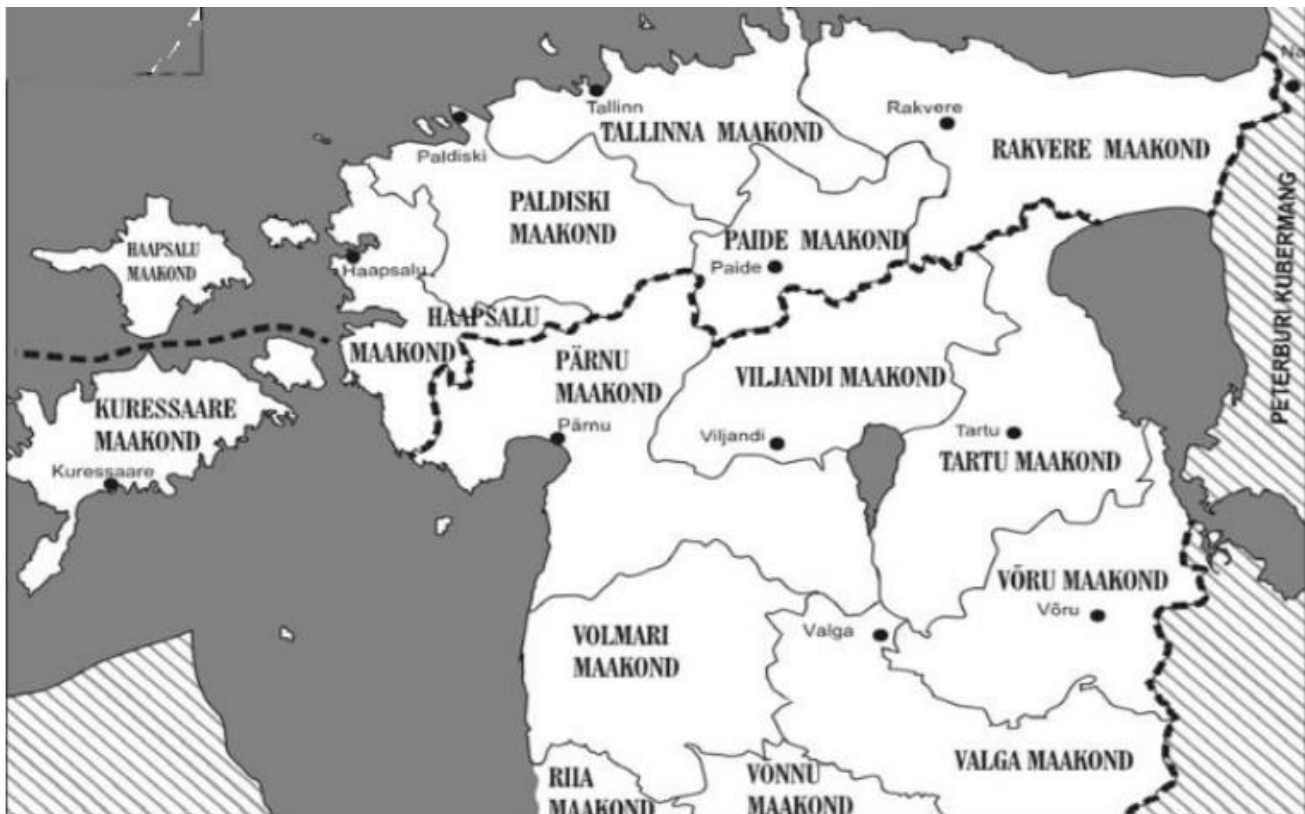 Na
Tallinn
Rakvere
TALLINNA MAAKOND
Paldiski
RAKVERE MAAKOND
PALDISKI
MAAKOND
PAIDE MAAKOND
HAAPSALU
MAAKOND
Haapsalu
Paide
PETERBURI KUBERMANG
HAAPSALU
MAAKOND
PÄRNU
MAAKOND
VILJANDI MAAKOND
KURESSAARE
MAAKOND
Kuressaare
Pärnu
Viljandi
Tartu
TARTU MAAKOND
VÕRU MAAKOND
Võru
VOLMARI
MAAKOND
Valga
VALGA MAAKOND
RIIA
MAAKOND
VÕNNU
MAAKOND